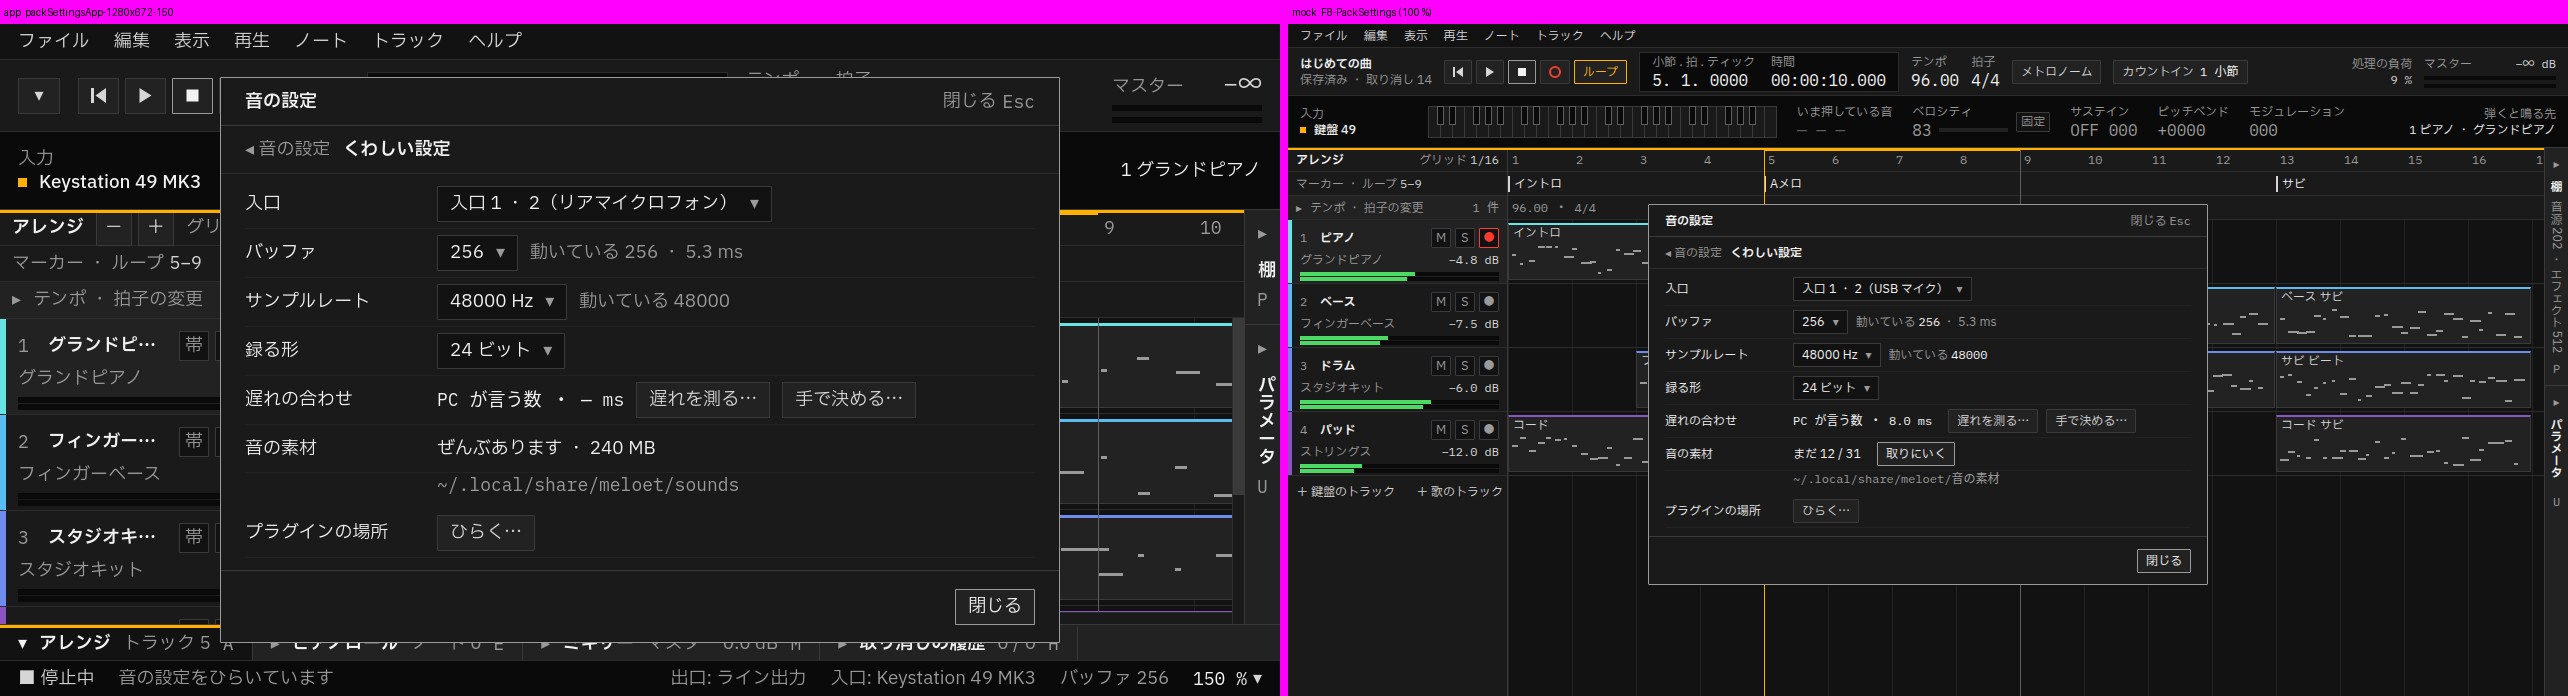 app packSettingsApp-1280x672-150
ファイル 編集 表示 再生 ノート トラック ヘルプ
マスター −∞
入力
Keystation 49 MK3
1 グランドピアノ
アレンジ − ＋ グリ
9 10
マーカー ・ ループ 5–9
▸ テンポ ・ 拍子の変更
1 グランドピ… 帯
グランドピアノ
2 フィンガー… 帯
フィンガーベース
3 スタジオキ… 帯
スタジオキット
▸ 棚 P
▸ パラメータ U
音の設定 閉じる Esc
◂ 音の設定 くわしい設定
入口 入口 1 ・ 2（リアマイクロフォン） ▾
バッファ 256 ▾ 動いている 256 ・ 5.3 ms
サンプルレート 48000 Hz ▾ 動いている 48000
録る形 24 ビット ▾
遅れの合わせ PC が言う数 ・ — ms 遅れを測る… 手で決める…
音の素材 ぜんぶあります ・ 240 MB
~/.local/share/meloet/sounds
プラグインの場所 ひらく…
閉じる
▾ アレンジ トラック 5 A
■ 停止中 音の設定をひらいています 出口: ライン出力 入口: Keystation 49 MK3 バッファ 256 150 % ▾
mock F8-PackSettings (100%)
ファイル 編集 表示 再生 ノート トラック ヘルプ
はじめての曲
保存済み ・ 取り消し 14
ループ
小節 . 拍 . ティック 時間
5. 1. 0000 00:00:10.000
テンポ 拍子
96.00 4/4
メトロノーム カウントイン 1 小節
処理の負荷 マスター −∞ dB
9 %
入力
鍵盤 49
いま押している音
— — —
ベロシティ
83 固定
サステイン ピッチベンド モジュレーション
OFF 000 +0000 000
弾くと鳴る先
1 ピアノ ・ グランドピアノ
アレンジ グリッド 1/16
1 2 3 4 5 6 7 8 9 10 11 12 13 14 15 16
マーカー ・ ループ 5–9 イントロ Aメロ サビ
▸ テンポ ・ 拍子の変更 1 件 96.00 ・ 4/4
1 ピアノ M S
グランドピアノ −4.8 dB
イントロ
2 ベース M S
フィンガーベース −7.5 dB
ベース サビ
3 ドラム M S
スタジオキット −6.0 dB
サビ ビート
4 パッド M S
ストリングス −12.0 dB
コード
コード サビ
＋ 鍵盤のトラック ＋ 歌のトラック
▸ 棚 音源202 ・ エフェクト512 P
▸ パラメータ U
音の設定 閉じる Esc
◂ 音の設定 くわしい設定
入口 入口 1 ・ 2（USB マイク） ▾
バッファ 256 ▾ 動いている 256 ・ 5.3 ms
サンプルレート 48000 Hz ▾ 動いている 48000
録る形 24 ビット ▾
遅れの合わせ PC が言う数 ・ 8.0 ms 遅れを測る… 手で決める…
音の素材 まだ 12 / 31 取りにいく
~/.local/share/meloet/音の素材
プラグインの場所 ひらく…
閉じる